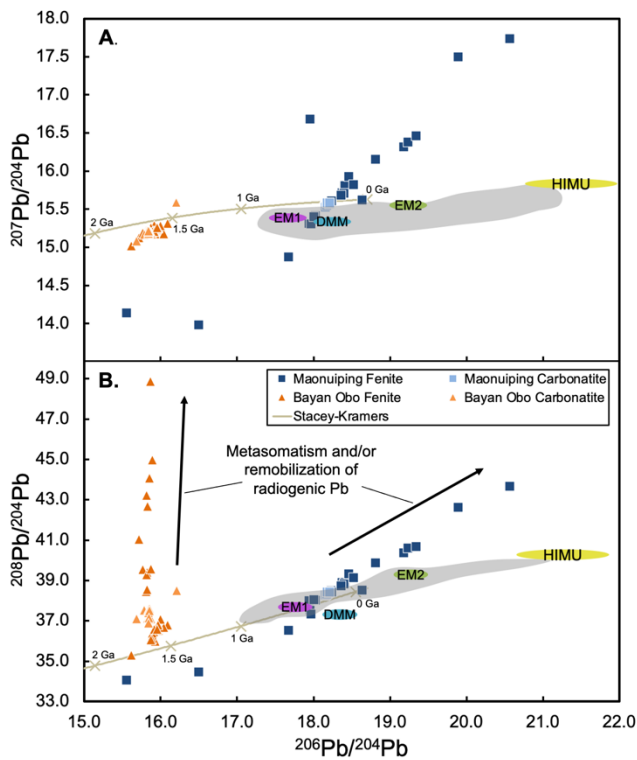 18.0
A.
17.5
17.0
16.5
16.0
HIMU
1 Ga
0 Ga
15.5
EM1
EM2
2 Ga
1.5 Ga
DMM
15.0
14.5
14.0
²⁰⁷Pb/²⁰⁴Pb
B.
Maonuiping Fenite
Maonuiping Carbonatite
49.0
Bayan Obo Fenite
Bayan Obo Carbonatite
Stacey-Kramers
47.0
45.0
Metasomatism and/or
remobilization of
radiogenic Pb
43.0
41.0
HIMU
39.0
EM2
EM1
0 Ga
DMM
37.0
1 Ga
35.0
2 Ga
1.5 Ga
33.0
²⁰⁸Pb/²⁰⁴Pb
15.0 16.0 17.0 18.0 19.0 20.0 21.0 22.0
²⁰⁶Pb/²⁰⁴Pb